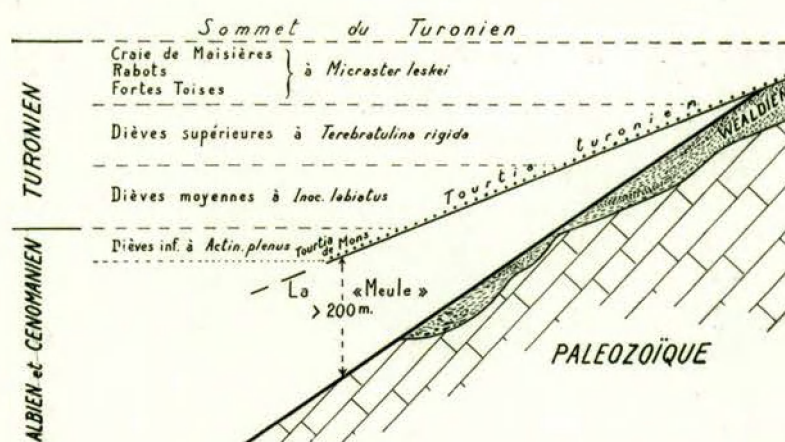 Sommet du Turonien
TURONIEN
Craie de Maisières
Rabots
Fortes Toises
à Micraster leskei
Dièves supérieures à Terebratulina rigida
Dièves moyennes à Inoc. labiatus
Tourtia turonien
WEALDIEN
ALBIEN et CENOMANIEN
Dièves inf. à Actin. plenus
Tourtia
de Mons
La «Meule»
> 200 m.
PALEOZOÏQUE